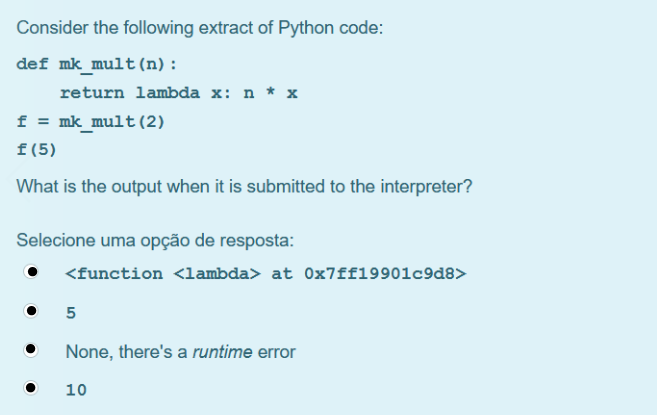 Consider the following extract of Python code:
def mk_mult(n):
    return lambda x: n * x
f = mk_mult(2)
f(5)
What is the output when it is submitted to the interpreter?
Selecione uma opção de resposta:
<function <lambda> at 0x7ff19901c9d8>
5
None, there's a runtime error
10